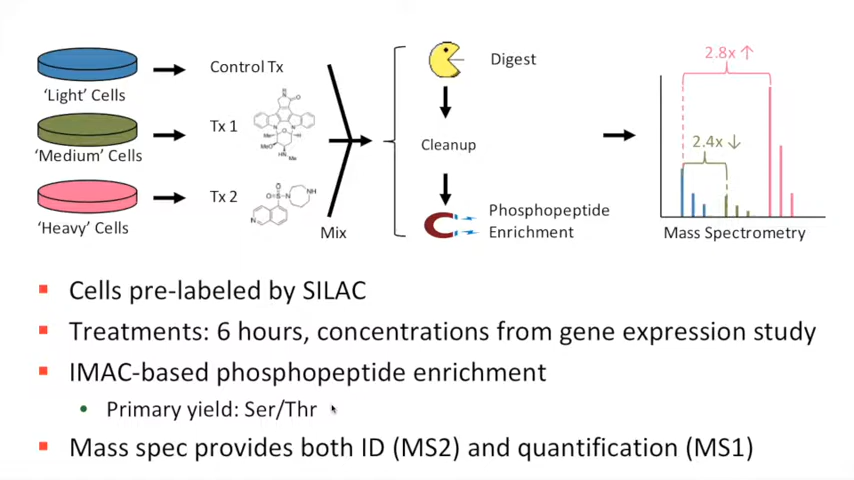 'Light' Cells
Control Tx
'Medium' Cells
Tx 1
'Heavy' Cells
Tx 2
Mix
Digest
Cleanup
Phosphopeptide
Enrichment
2.8x ↑
2.4x ↓
Mass Spectrometry
Cells pre-labeled by SILAC
Treatments: 6 hours, concentrations from gene expression study
IMAC-based phosphopeptide enrichment
Primary yield: Ser/Thr
Mass spec provides both ID (MS2) and quantification (MS1)